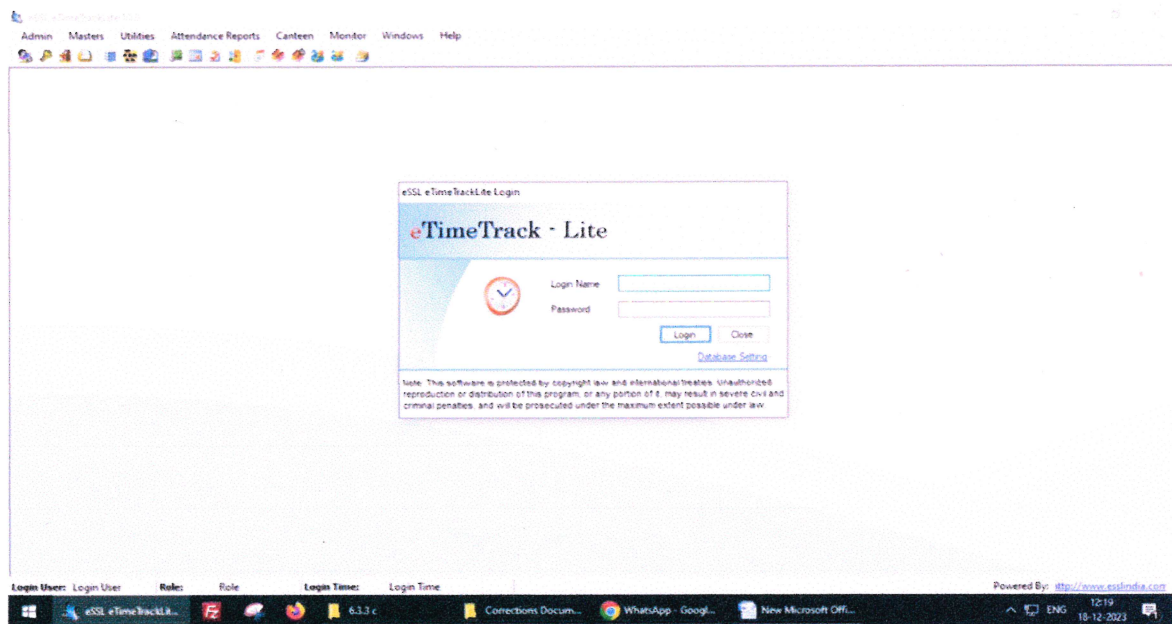 eSSL eTimeTrackLite 10.0
Admin Masters Utilities Attendance Reports Canteen Monitor Windows Help
eSSL eTimeTrackLite Login
eTimeTrack - Lite
Login Name
Password
Login Close
Database Setting
Note: This software is protected by copyright law and international treaties. Unauthorized
reproduction or distribution of this program, or any portion of it, may result in severe civil and
criminal penalties, and will be prosecuted under the maximum extent possible under law
Login User: Login User Role: Role Login Time: Login Time Powered By: http://www.esslindia.com
eSSL eTimeTrackLit... 6.3.3 c Corrections Docum... WhatsApp - Googl... New Microsoft Offi... ENG 12:19
18-12-2023